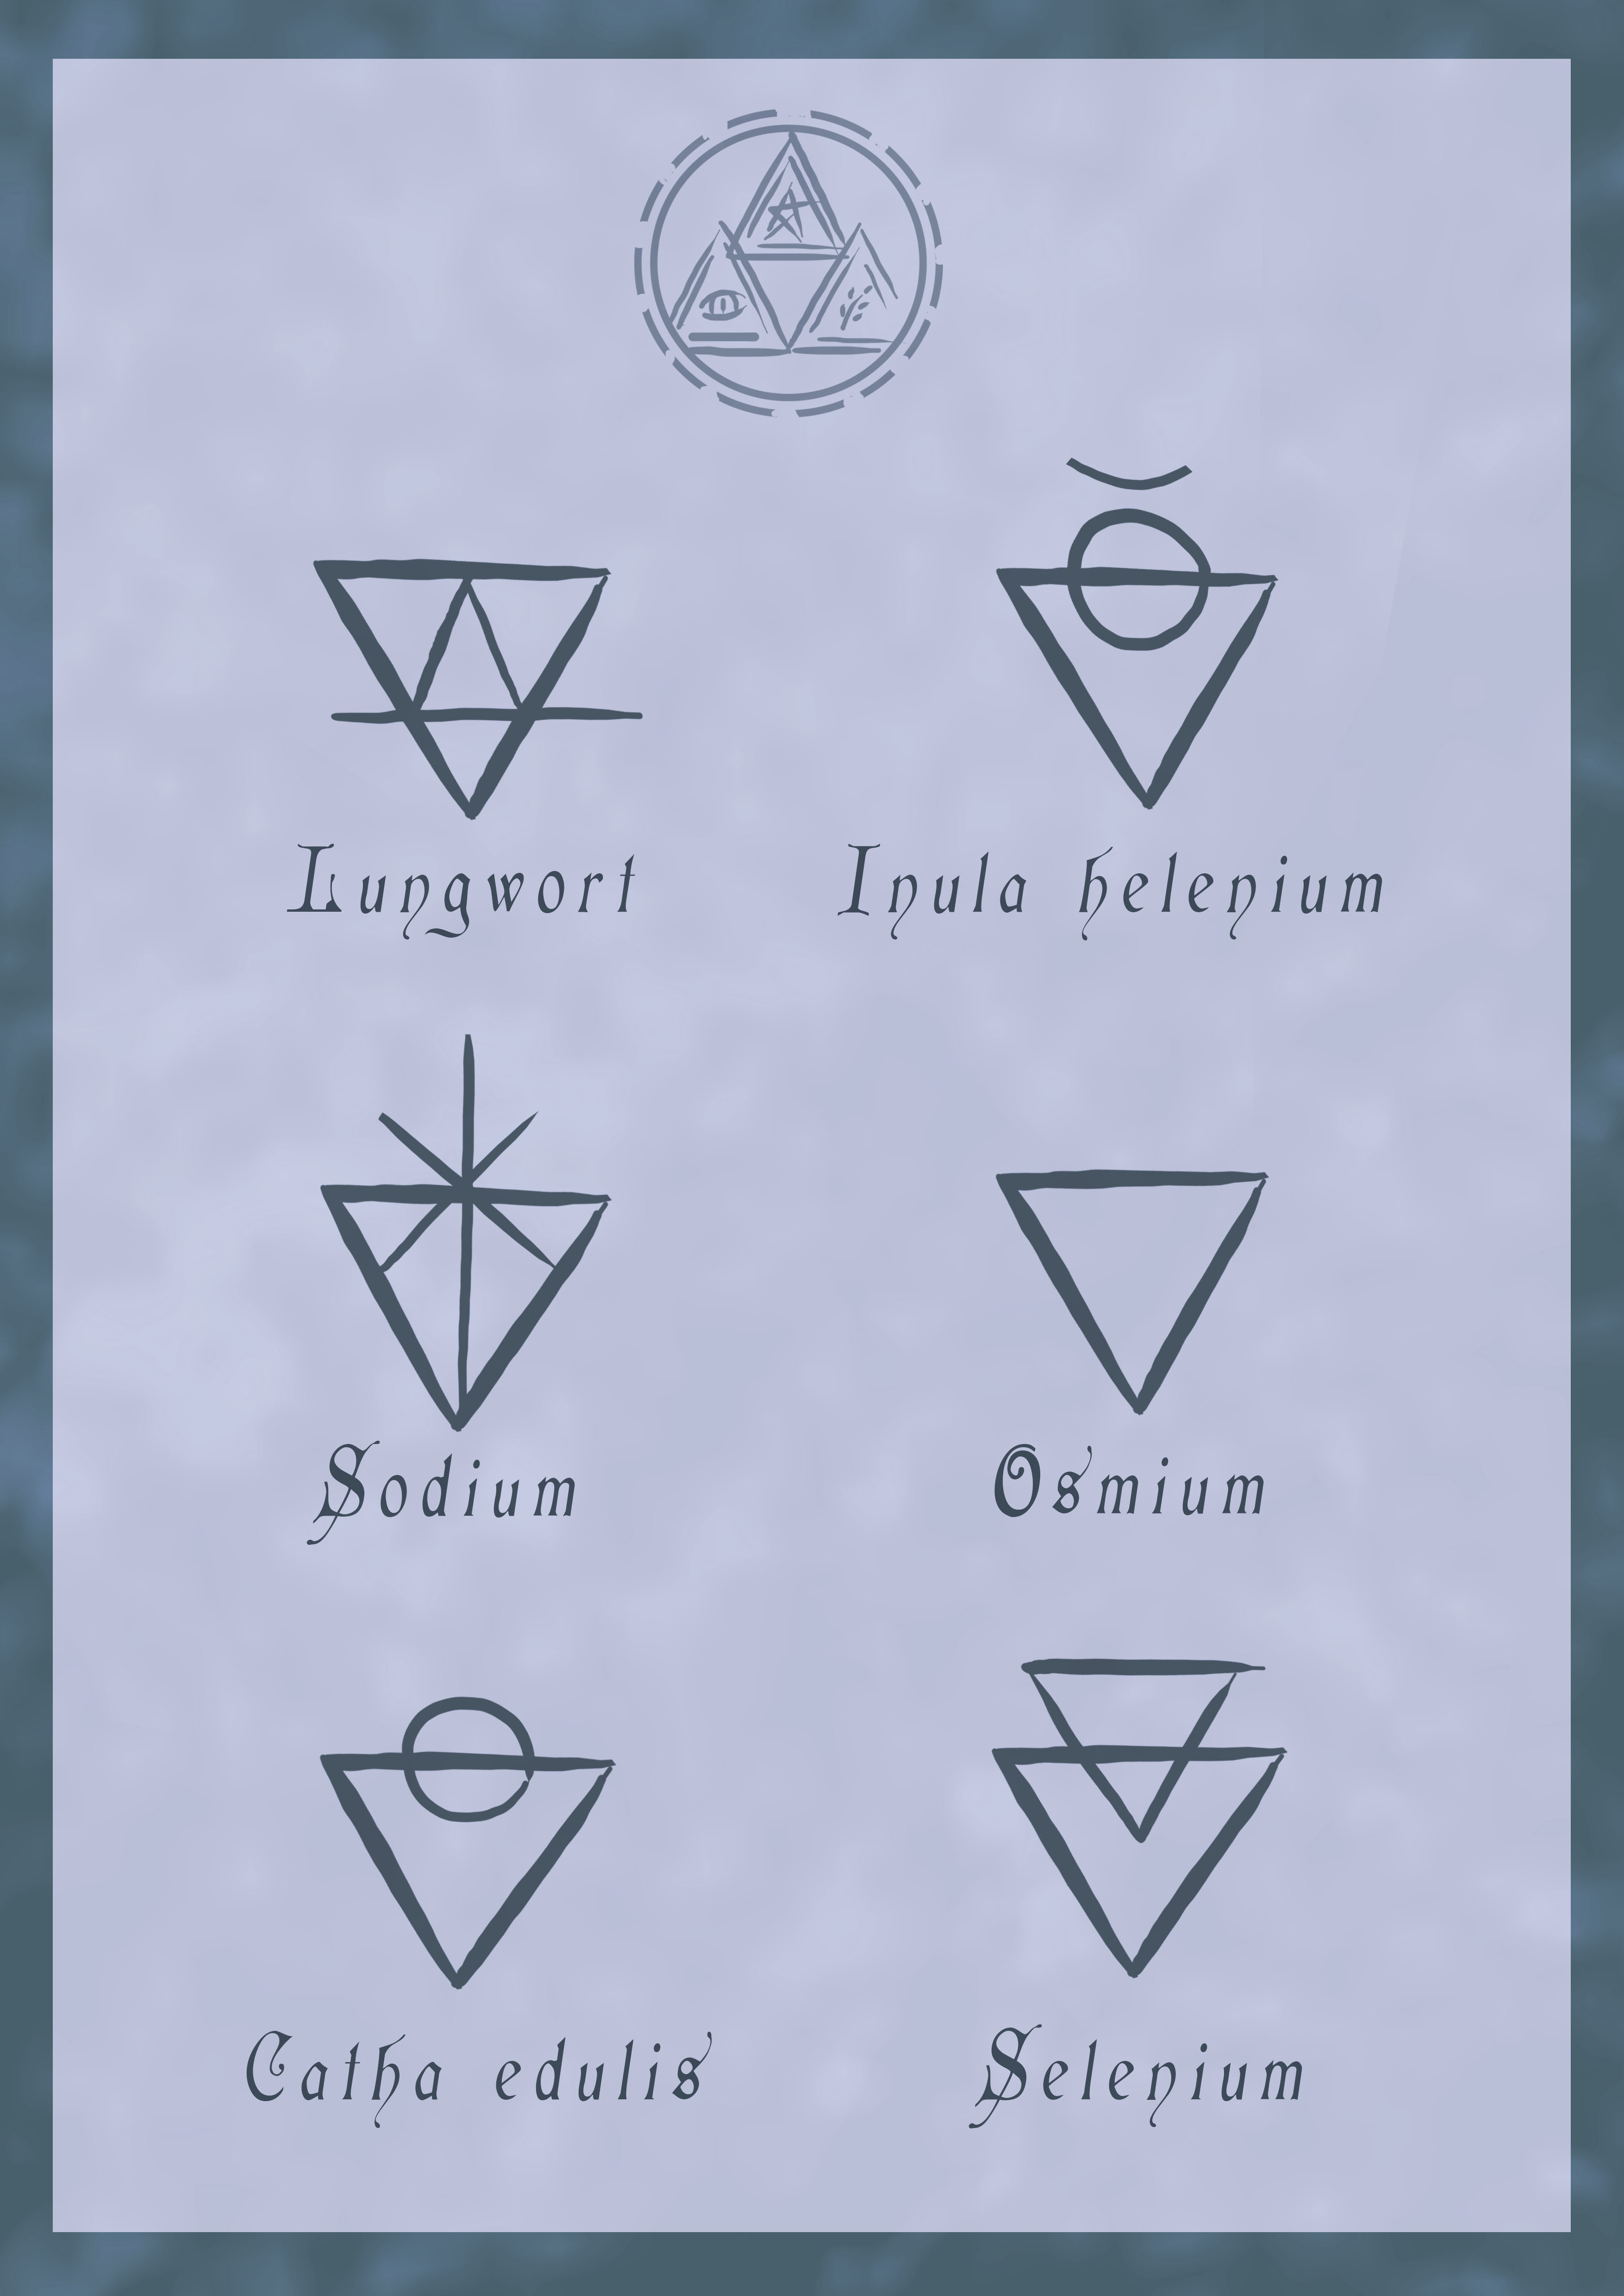 Lungwort
Inula helenium
Sodium
Osmium
Catha edulis
Selenium